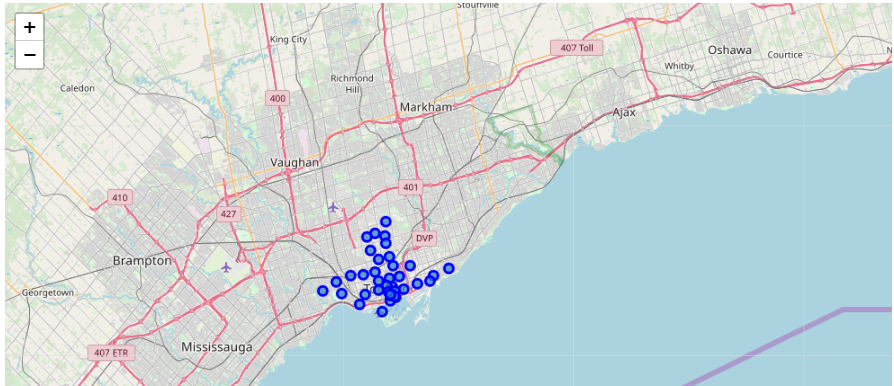 Stouffville
+
−
King City
407 Toll
Oshawa
Courtice
Whitby
Richmond
Hill
Caledon
400
Markham
Ajax
Vaughan
401
410
427
DVP
Brampton
Georgetown
Mississauga
407 ETR